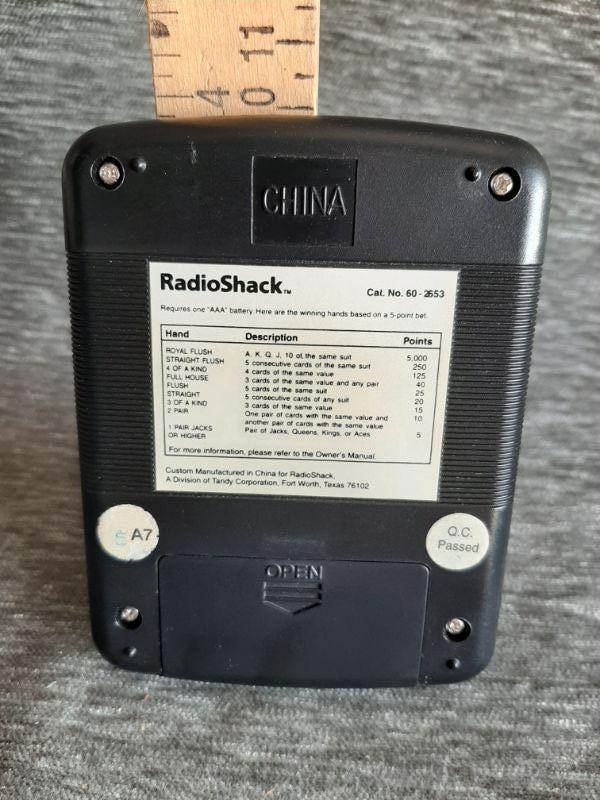 4
0 11
CHINA
RadioShack™
Cat. No. 60-2653
Requires one "AAA" battery. Here are the winning hands based on a 5-point bet.
Hand Description Points
ROYAL FLUSH A, K, Q, J, 10 of the same suit 5,000
STRAIGHT FLUSH 5 consecutive cards of the same suit 250
4 OF A KIND 4 cards of the same value 125
FULL HOUSE 3 cards of the same value and any pair 40
FLUSH 5 cards of the same suit 25
STRAIGHT 5 consecutive cards of any suit 20
3 OF A KIND 3 cards of the same value 15
2 PAIR One pair of cards with the same value and 10
another pair of cards with the same value
1 PAIR JACKS Pair of Jacks, Queens, Kings, or Aces 5
OR HIGHER
For more information, please refer to the Owner's Manual.
Custom Manufactured in China for RadioShack,
A Division of Tandy Corporation, Fort Worth, Texas 76102
A7
Q.C.
Passed
OPEN